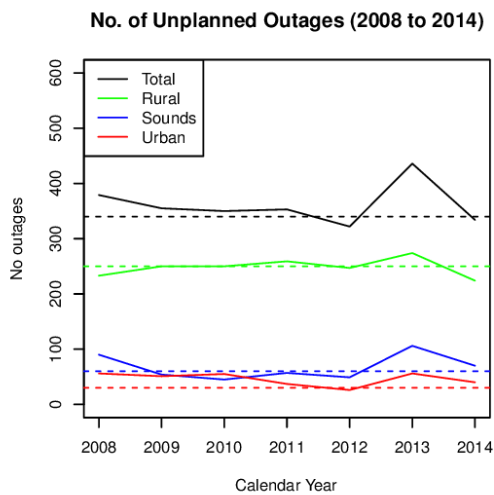 No. of Unplanned Outages (2008 to 2014)
Total
Rural
Sounds
Urban
600
500
400
300
200
100
0
No outages
2008 2009 2010 2011 2012 2013 2014
Calendar Year